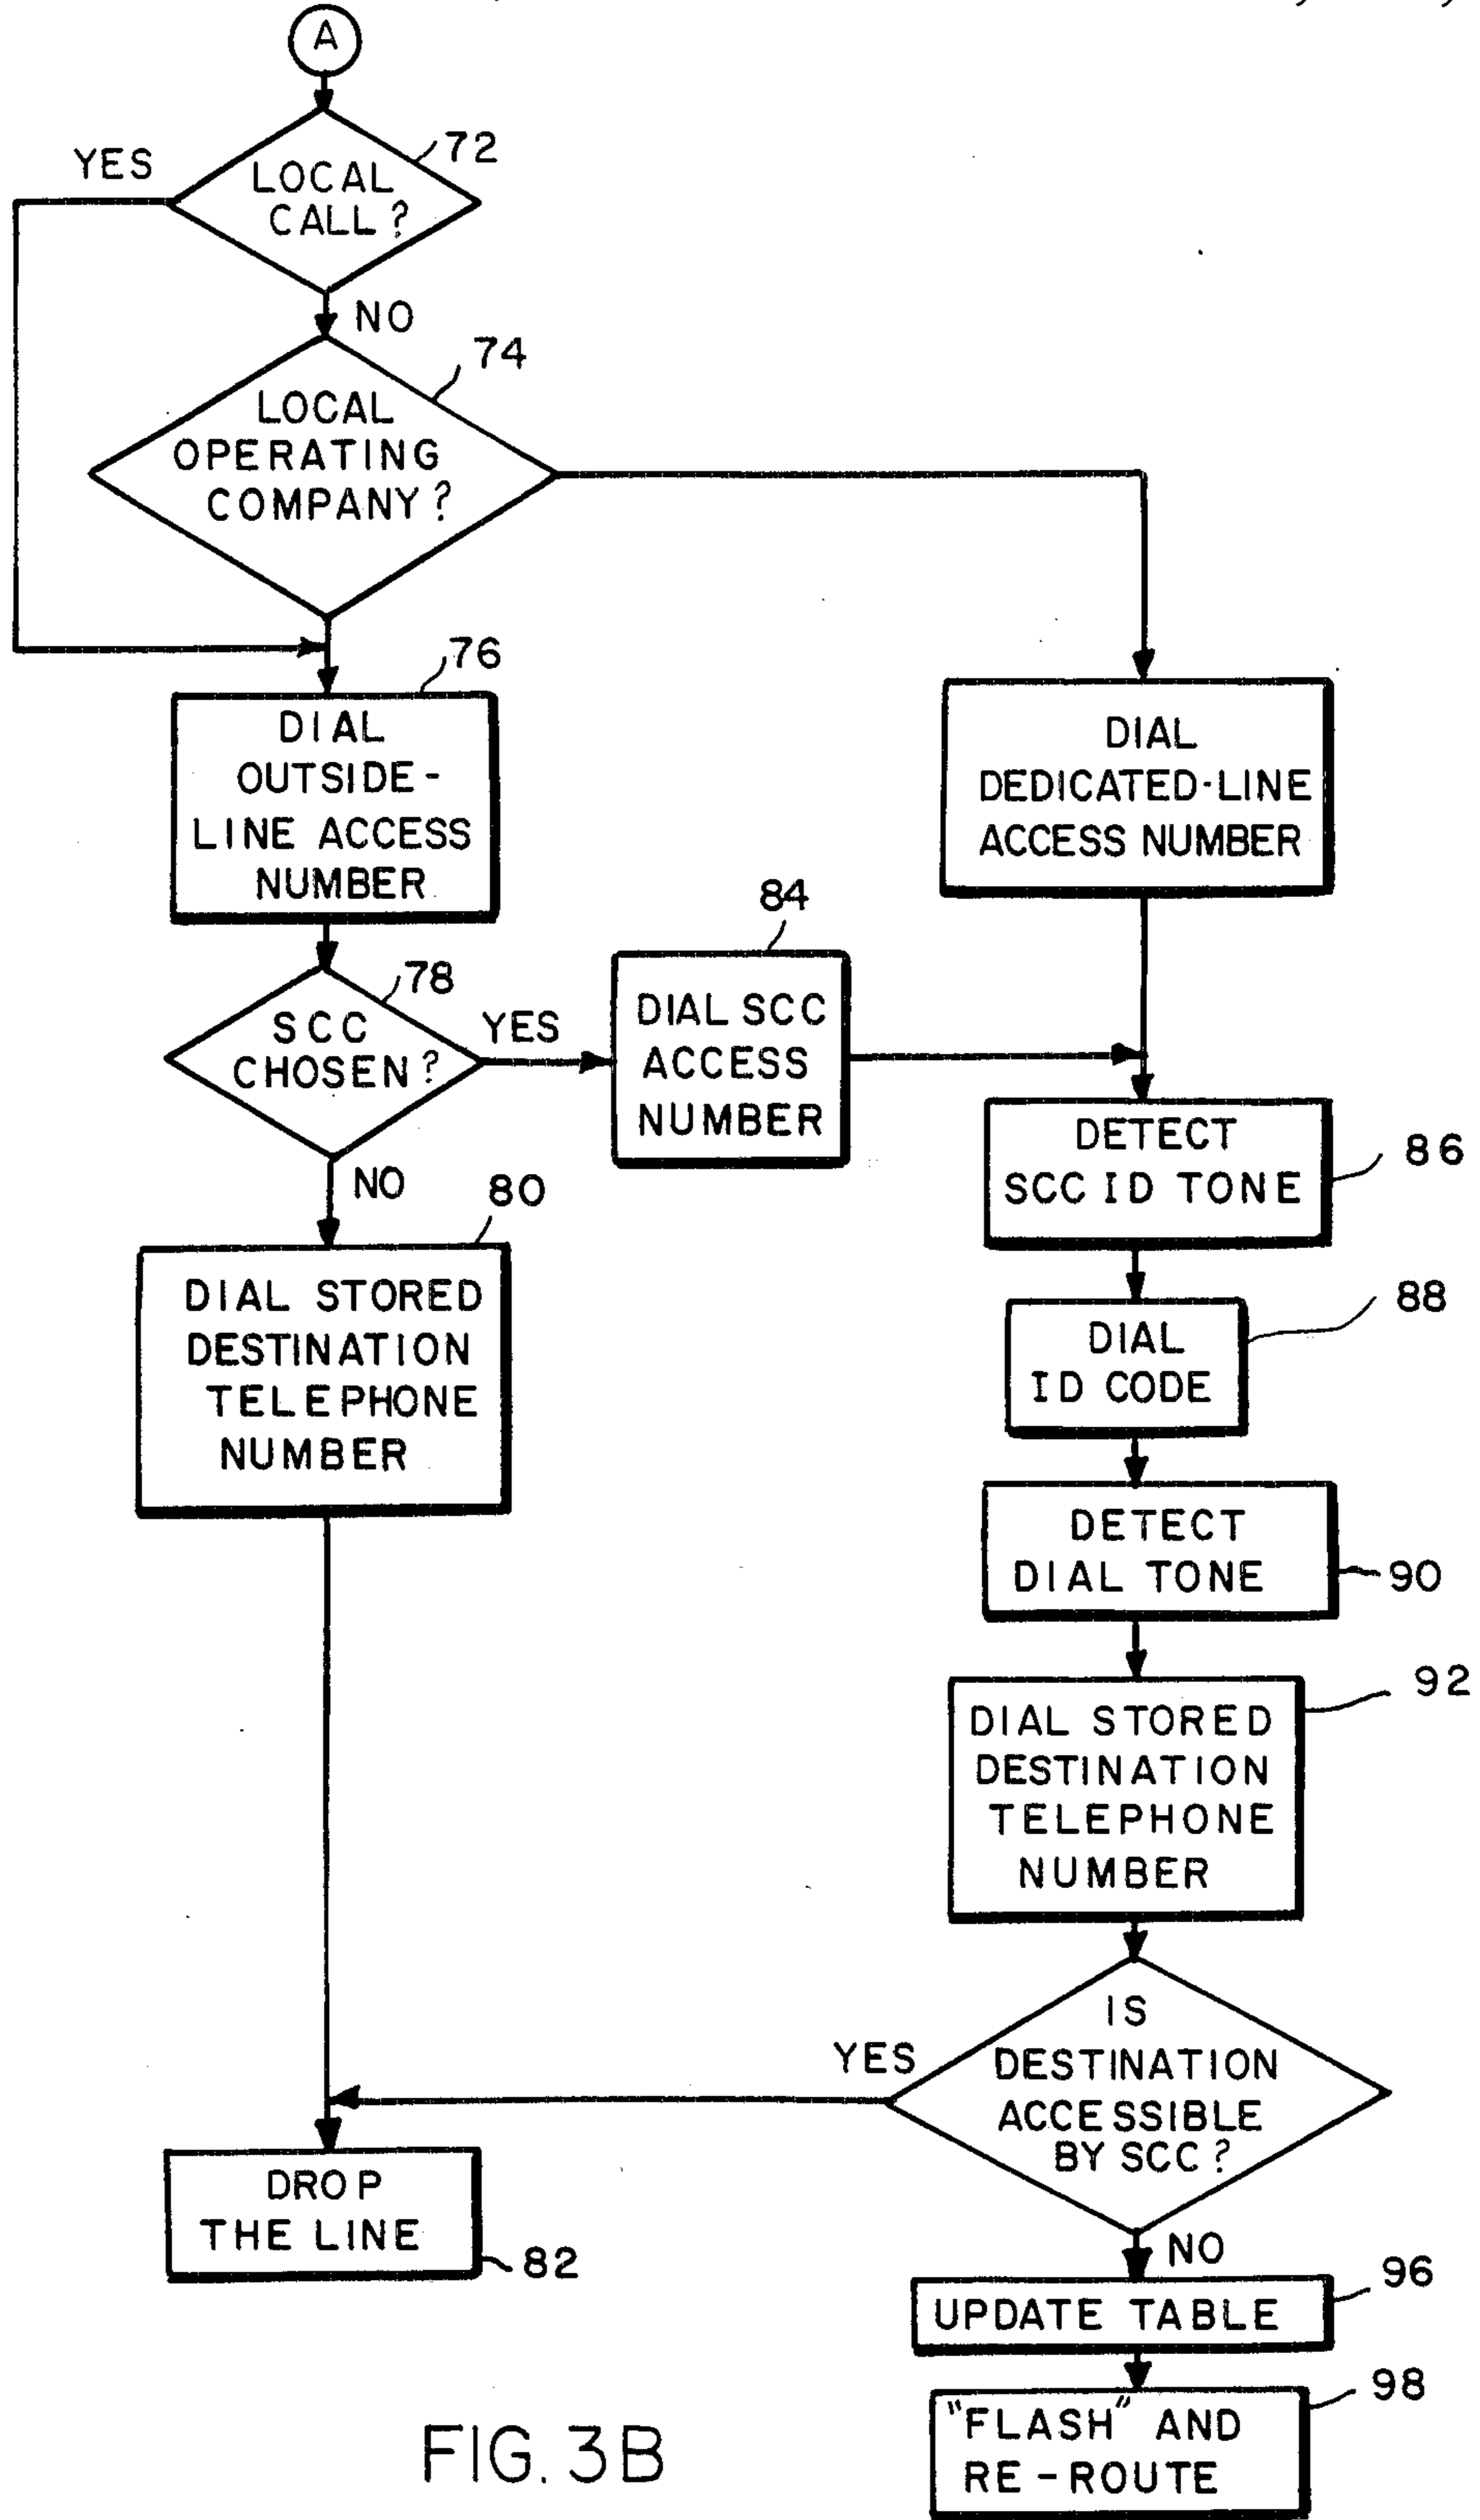 A
YES
72
LOCAL
CALL?
NO
74
LOCAL
OPERATING
COMPANY?
76
DIAL
OUTSIDE-
LINE ACCESS
NUMBER
DIAL
DEDICATED-LINE
ACCESS NUMBER
78
SCC
CHOSEN?
YES
84
DIAL SCC
ACCESS
NUMBER
NO
80
DIAL STORED
DESTINATION
TELEPHONE
NUMBER
DETECT
SCC ID TONE
86
DIAL
ID CODE
88
DETECT
DIAL TONE
90
92
DIAL STORED
DESTINATION
TELEPHONE
NUMBER
YES
IS
DESTINATION
ACCESSIBLE
BY SCC?
DROP
THE LINE
82
NO
96
UPDATE TABLE
98
"FLASH" AND
RE-ROUTE
FIG. 3B